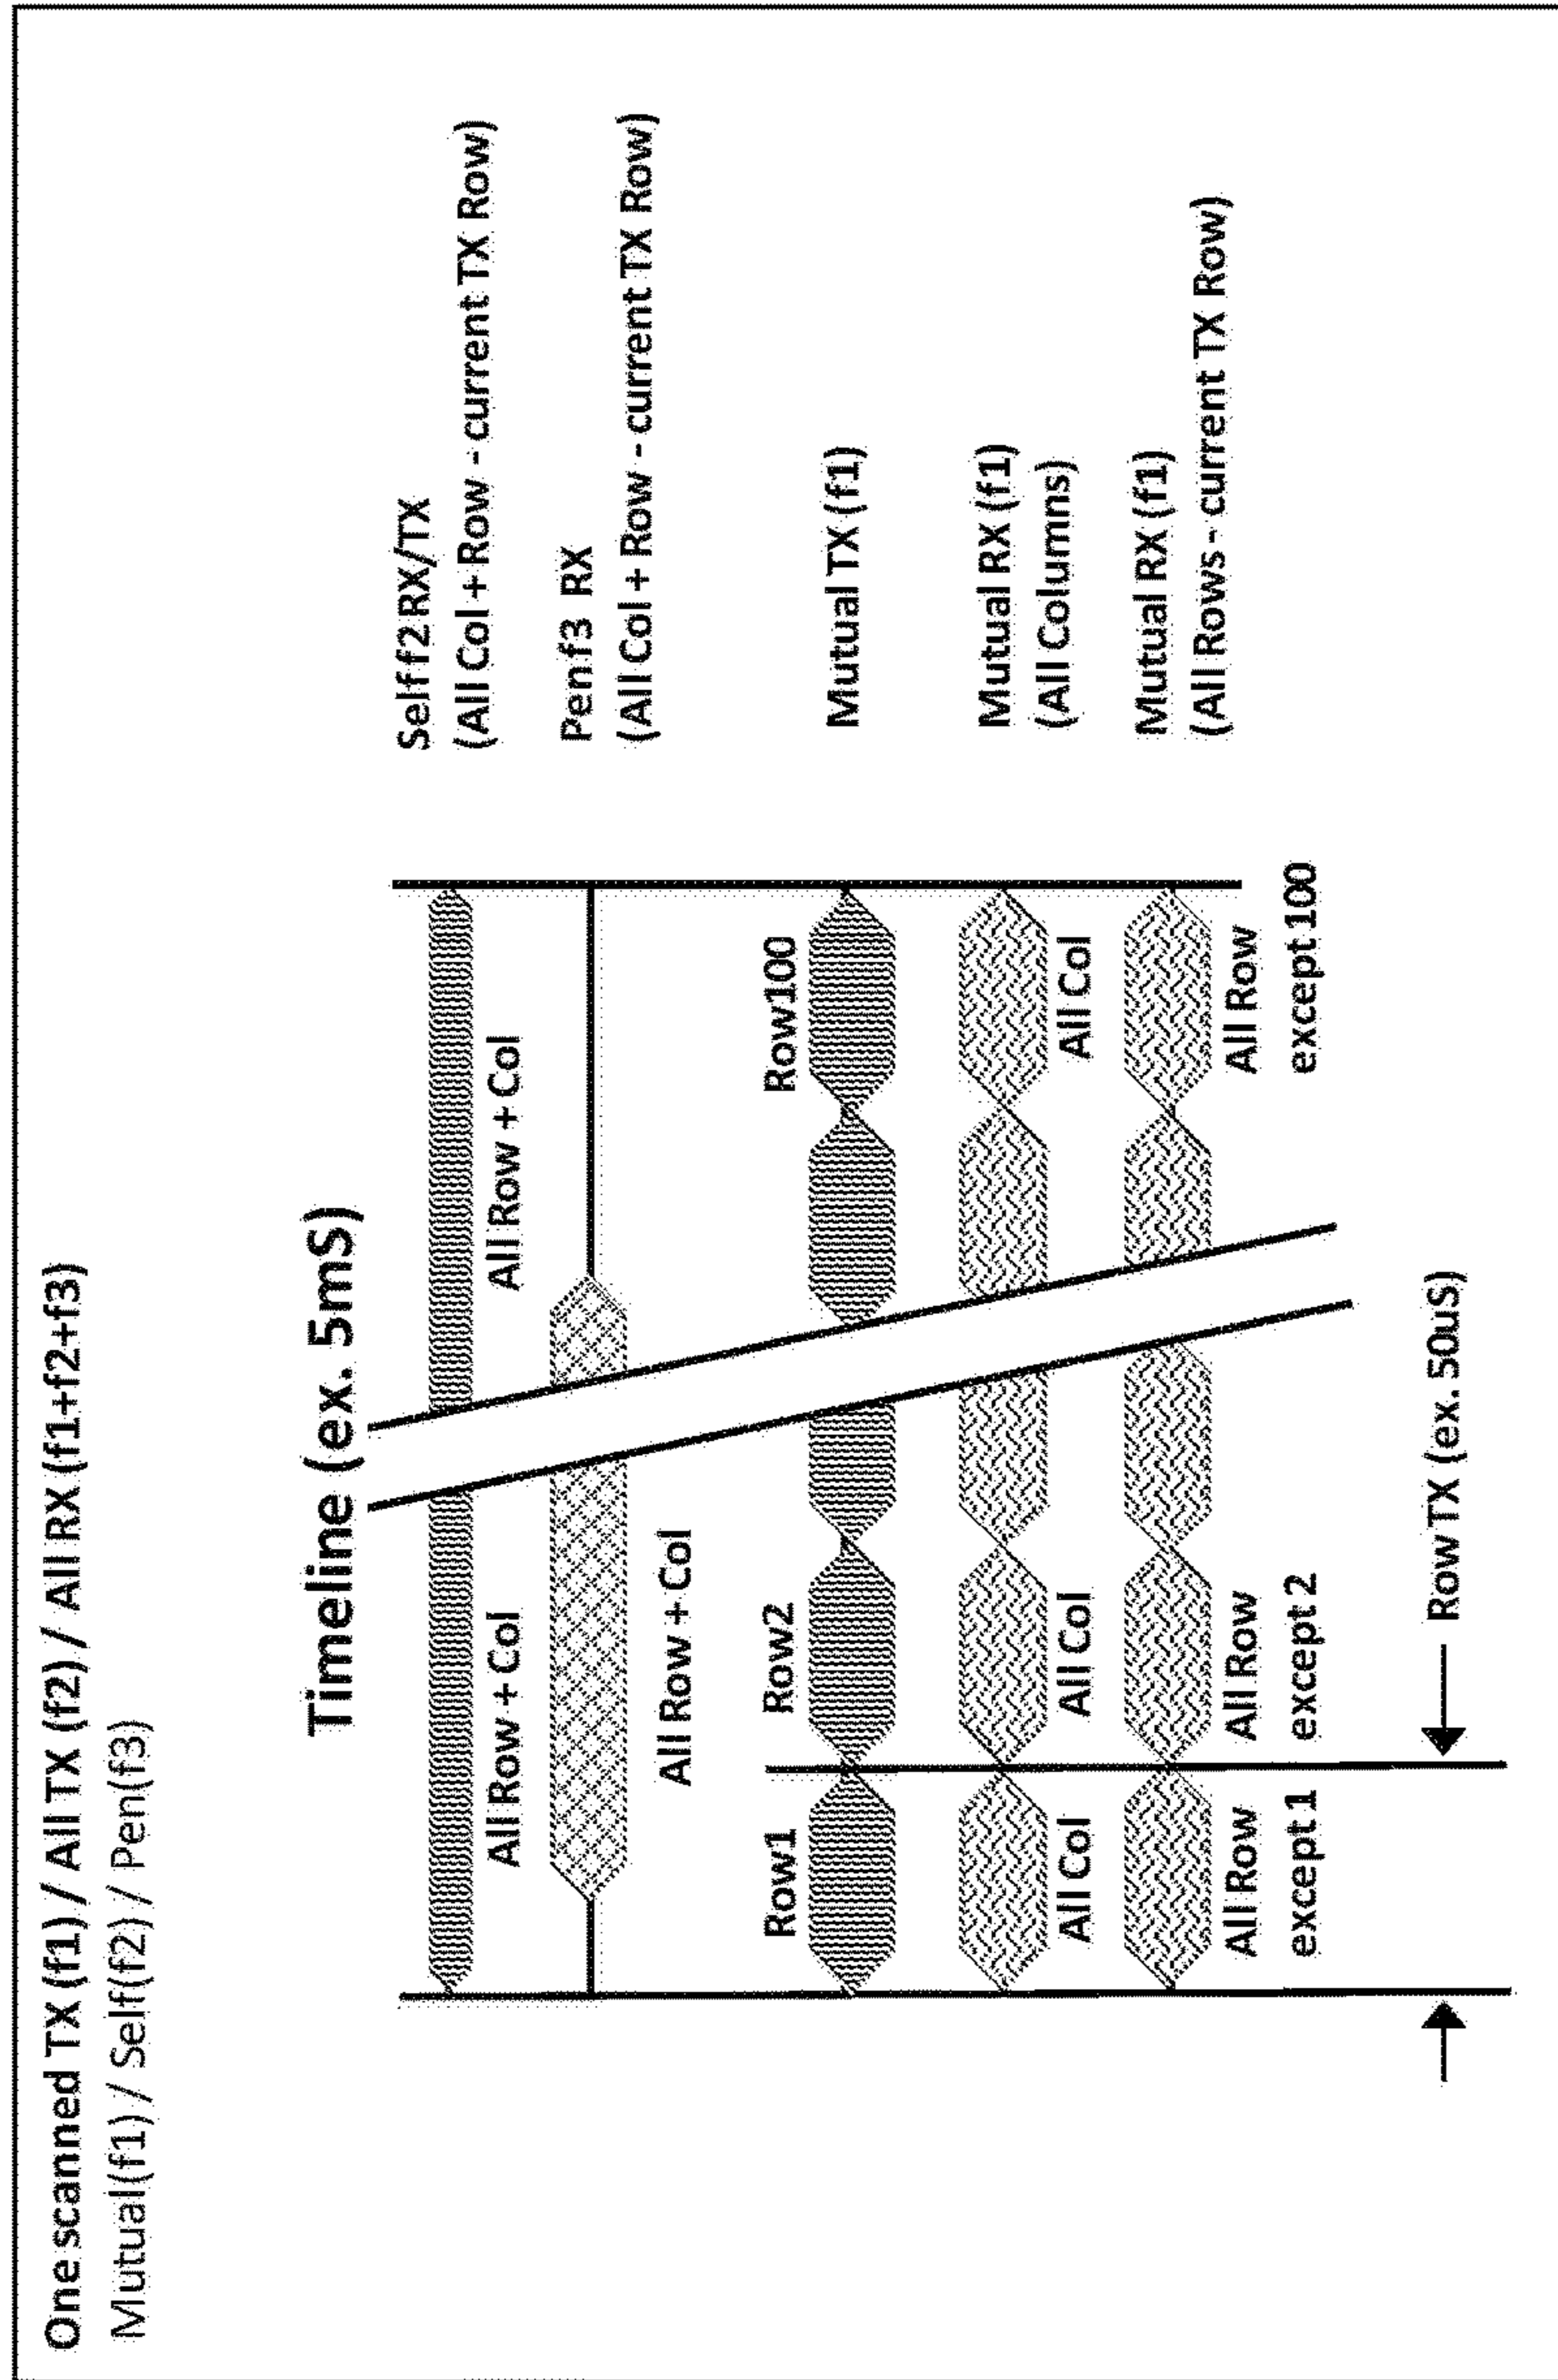 One scanned TX (f1) / All TX (f2) / All RX (f1+f2+f3)
Mutual(f1) / Self(f2) / Pen(f3)
Timeline (ex. 5mS)
Self f2 RX/TX
(All Col + Row - current TX Row)
All Row + Col
All Row + Col
Pen f3 RX
(All Col + Row - current TX Row)
All Row + Col
Row1
Row2
Row100
Mutual TX (f1)
Mutual RX (f1)
(All Columns)
All Col
All Col
All Col
Mutual RX (f1)
(All Rows - current TX Row)
All Row
except 1
All Row
except 2
All Row
except 100
Row TX (ex. 50uS)